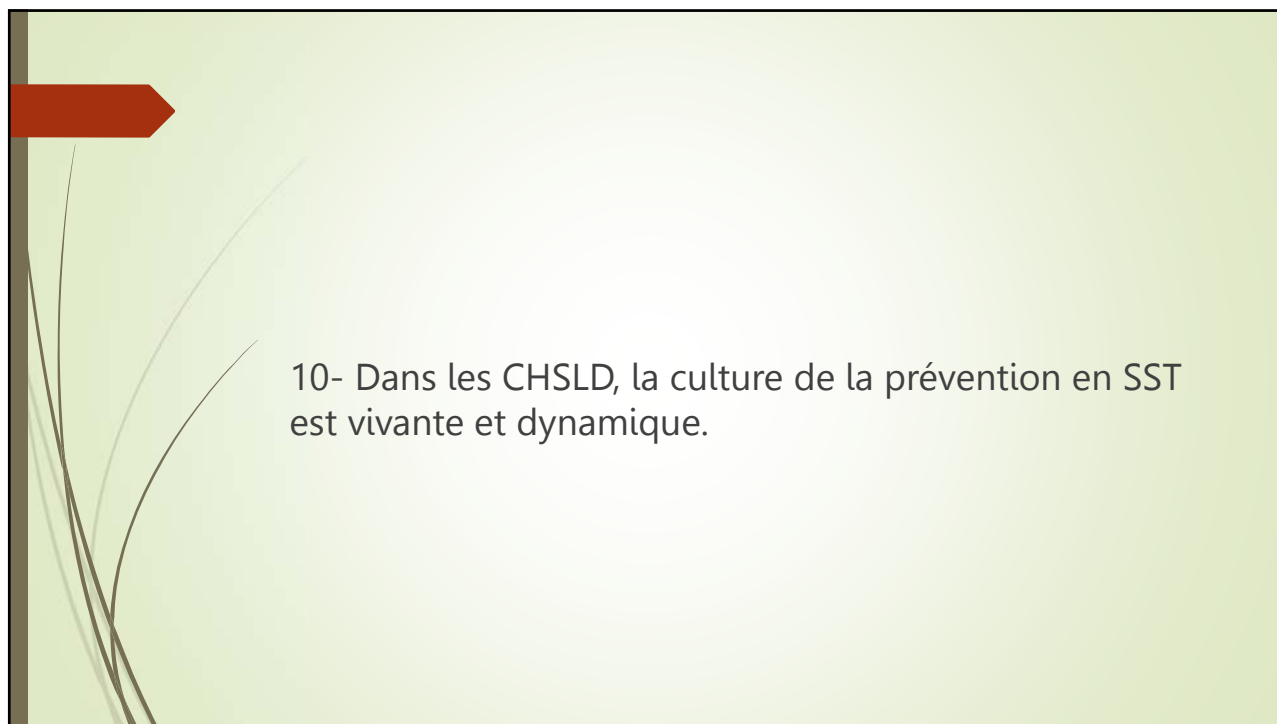 10- Dans les CHSLD, la culture de la prévention en SST
est vivante et dynamique.